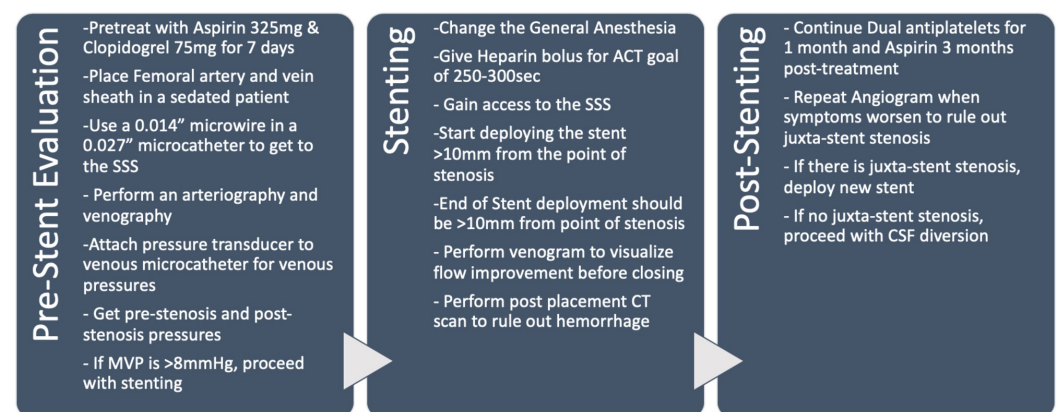 Pre-Stent Evaluation
-Pretreat with Aspirin 325mg &
Clopidogrel 75mg for 7 days
-Place Femoral artery and vein
sheath in a sedated patient
-Use a 0.014” microwire in a
0.027” microcatheter to get to
the SSS
- Perform an arteriography and
venography
-Attach pressure transducer to
venous microcatheter for venous
pressures
- Get pre-stenosis and post-
stenosis pressures
- If MVP is >8mmHg, proceed
with stenting
Stenting
-Change the General Anesthesia
-Give Heparin bolus for ACT goal
of 250-300sec
- Gain access to the SSS
-Start deploying the stent
>10mm from the point of
stenosis
-End of Stent deployment should
be >10mm from point of stenosis
- Perform venogram to visualize
flow improvement before closing
- Perform post placement CT
scan to rule out hemorrhage
Post-Stenting
- Continue Dual antiplatelets for
1 month and Aspirin 3 months
post-treatment
- Repeat Angiogram when
symptoms worsen to rule out
juxta-stent stenosis
- If there is juxta-stent stenosis,
deploy new stent
- If no juxta-stent stenosis,
proceed with CSF diversion